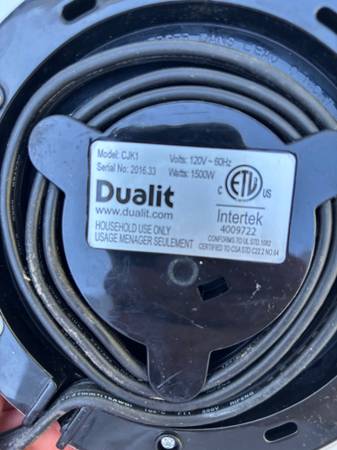 Model: CJK1 Volts: 120V ~ 60Hz
Serial No: 2016.33 Watts: 1500W
Dualit
www.dualit.com
HOUSEHOLD USE ONLY
USAGE MENAGER SEULEMENT
C ETL US
Intertek
4009722
CONFORMS TO UL STD.1082
CERTIFIED TO CSA STD C22.2 NO.64